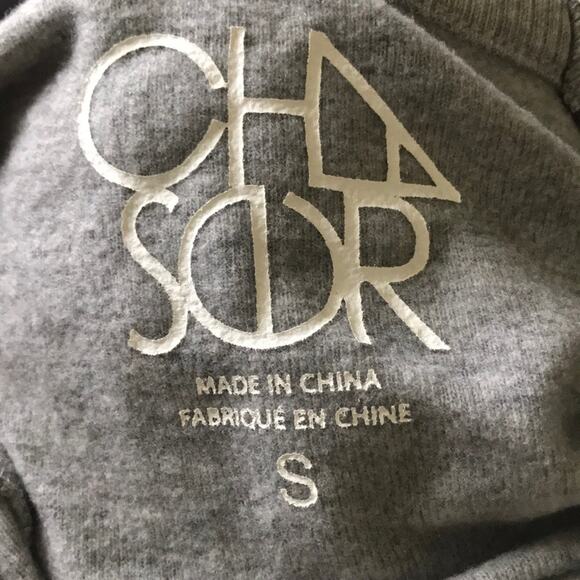 CHA
SER
MADE IN CHINA
FABRIQUÉ EN CHINE
S